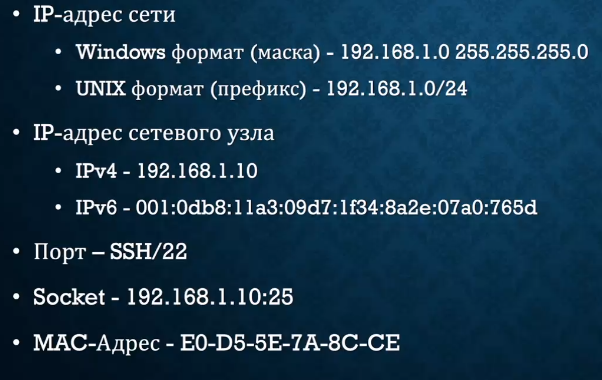 • IP-адрес сети
• Windows формат (маска) - 192.168.1.0 255.255.255.0
• UNIX формат (префикс) - 192.168.1.0/24
• IP-адрес сетевого узла
• IPv4 - 192.168.1.10
• IPv6 - 001:0db8:11a3:09d7:1f34:8a2e:07a0:765d
• Порт – SSH/22
• Socket - 192.168.1.10:25
• MAC-Адрес - E0-D5-5E-7A-8C-CE